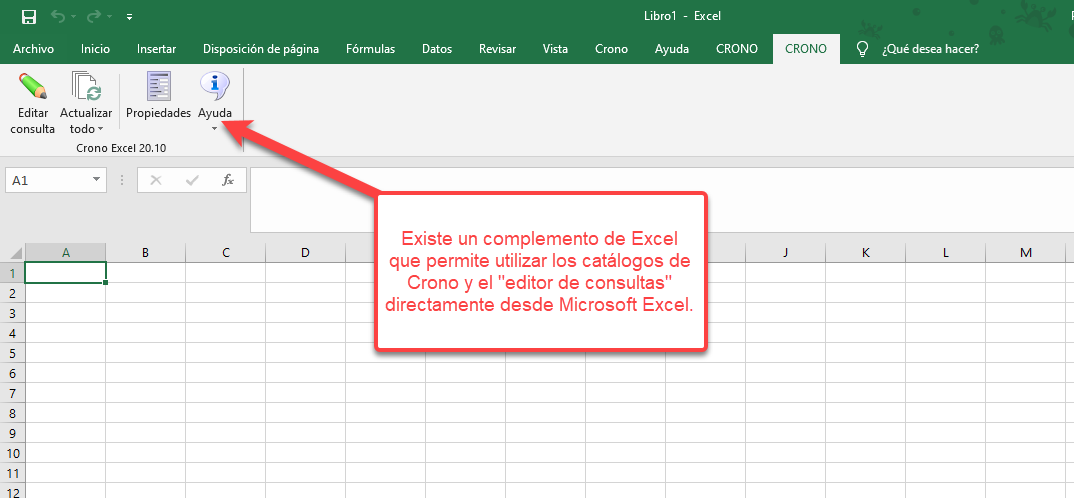 Libro1 - Excel
Archivo Inicio Insertar Disposición de página Fórmulas Datos Revisar Vista Crono Ayuda CRONO CRONO ¿Qué desea hacer?
Editar consulta
Actualizar todo
Propiedades
Ayuda
Crono Excel 20.10
A1 fx
Existe un complemento de Excel
que permite utilizar los catálogos de
Crono y el "editor de consultas"
directamente desde Microsoft Excel.
A B C D J K L M
1
2
3
4
5
6
7
8
9
10
11
12